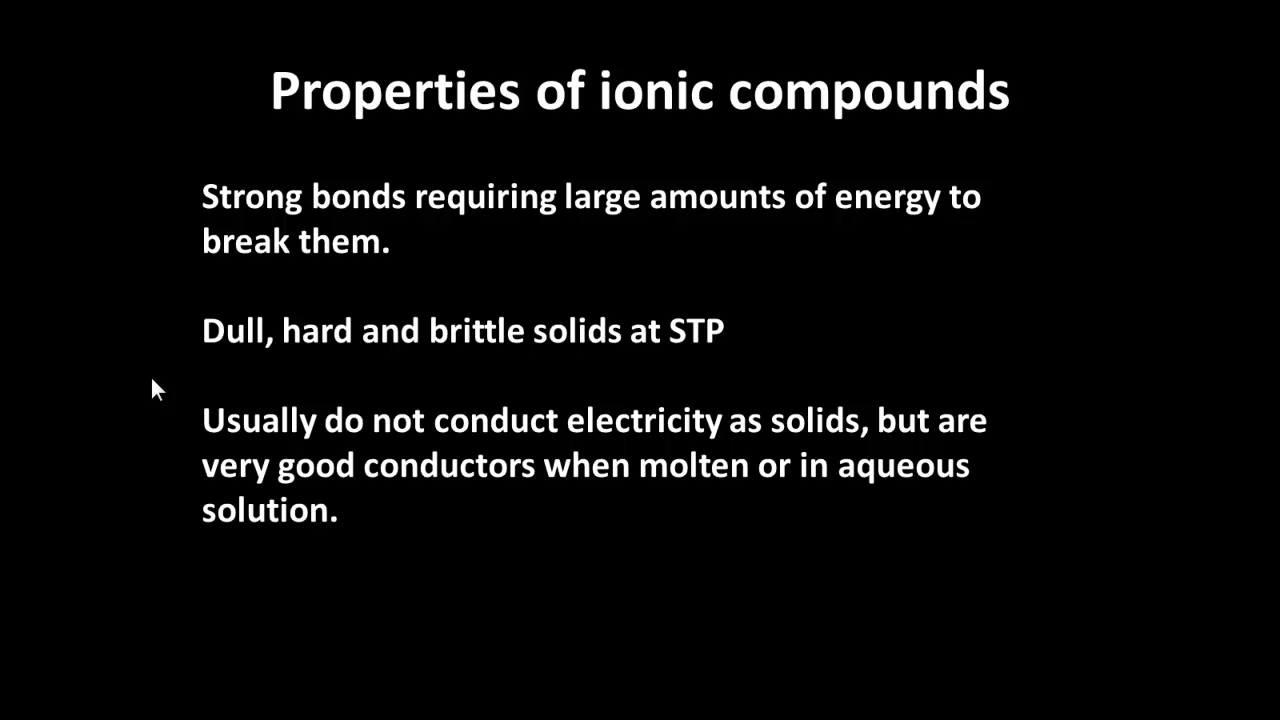 Properties of ionic compounds
Strong bonds requiring large amounts of energy to
break them.
Dull, hard and brittle solids at STP
Usually do not conduct electricity as solids, but are
very good conductors when molten or in aqueous
solution.